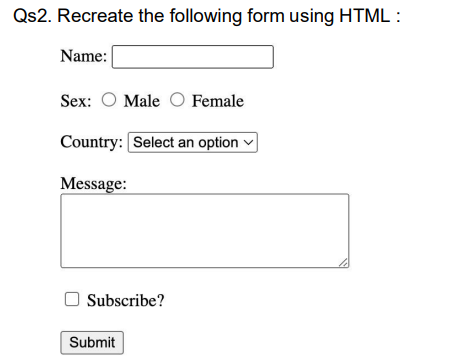 Qs2. Recreate the following form using HTML :
Name:
Sex: Male Female
Country: Select an option
Message:
Subscribe?
Submit